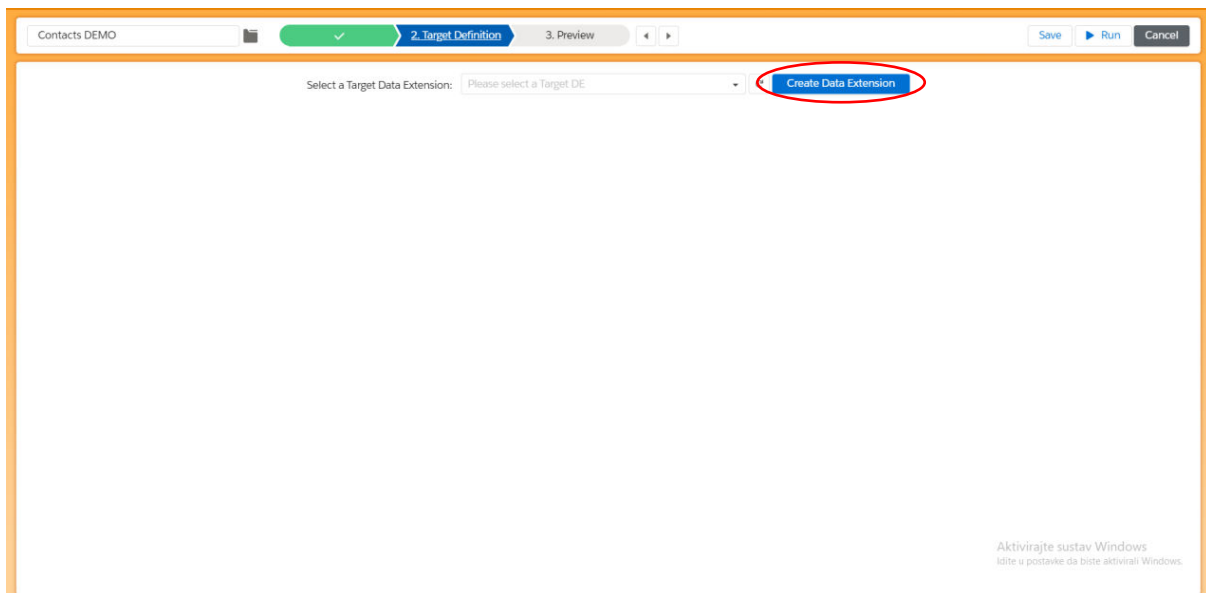 Contacts DEMO
2. Target Definition
3. Preview
Save
Run
Cancel
Select a Target Data Extension:
Please select a Target DE
Create Data Extension
Aktivirajte sustav Windows
Idite u postavke da biste aktivirali Windows.